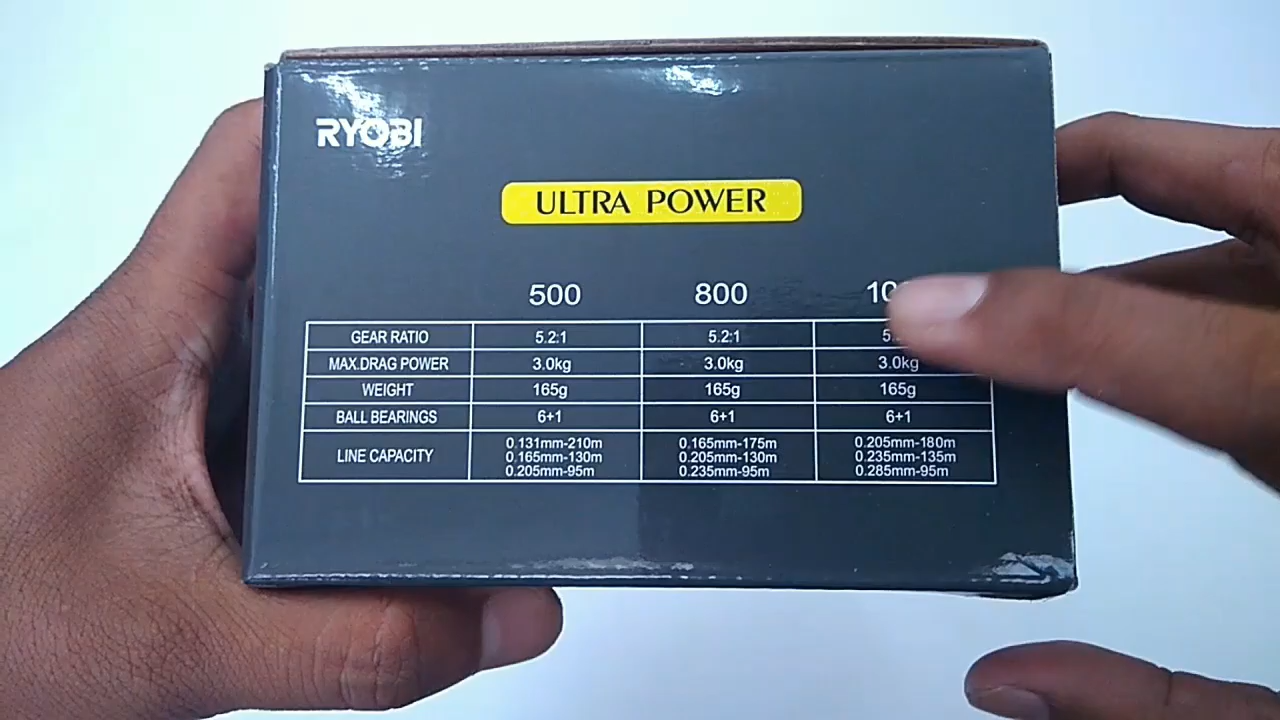 RYOBI
ULTRA POWER
500 800
GEAR RATIO 5.2:1 5.2:1
MAX.DRAG POWER 3.0kg 3.0kg 3.0kg
WEIGHT 165g 165g 165g
BALL BEARINGS 6+1 6+1 6+1
LINE CAPACITY
0.131mm-210m 0.165mm-175m 0.205mm-180m
0.165mm-130m 0.205mm-130m 0.235mm-135m
0.205mm-95m 0.235mm-95m 0.285mm-95m